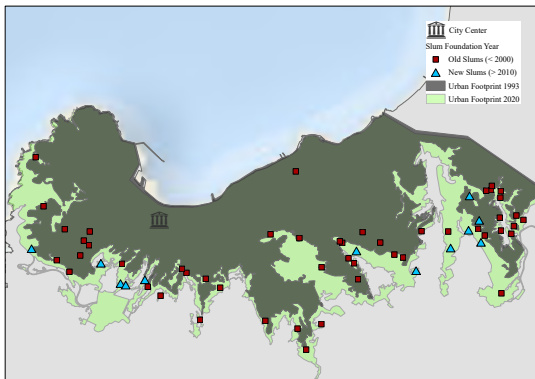 City Center
Slum Foundation Year
Old Slums (< 2000)
New Slums (> 2010)
Urban Footprint 1993
Urban Footprint 2020